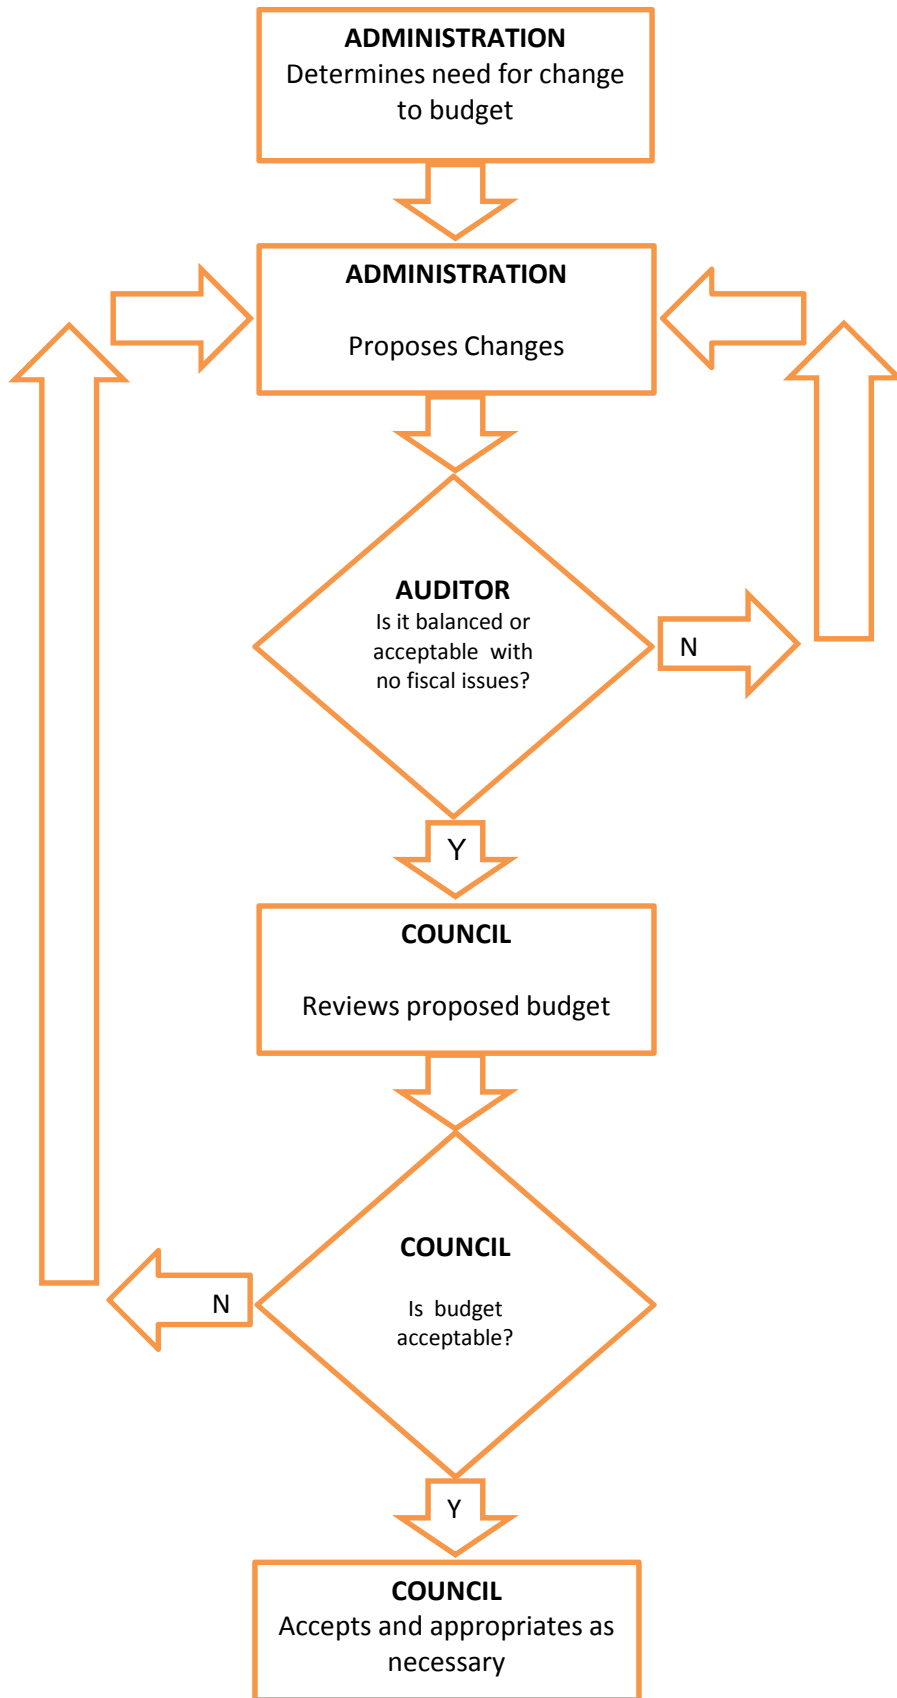 ADMINISTRATION
Determines need for change
to budget
ADMINISTRATION
Proposes Changes
AUDITOR
Is it balanced or
acceptable with
no fiscal issues?
N
Y
COUNCIL
Reviews proposed budget
COUNCIL
Is budget
acceptable?
N
Y
COUNCIL
Accepts and appropriates as
necessary